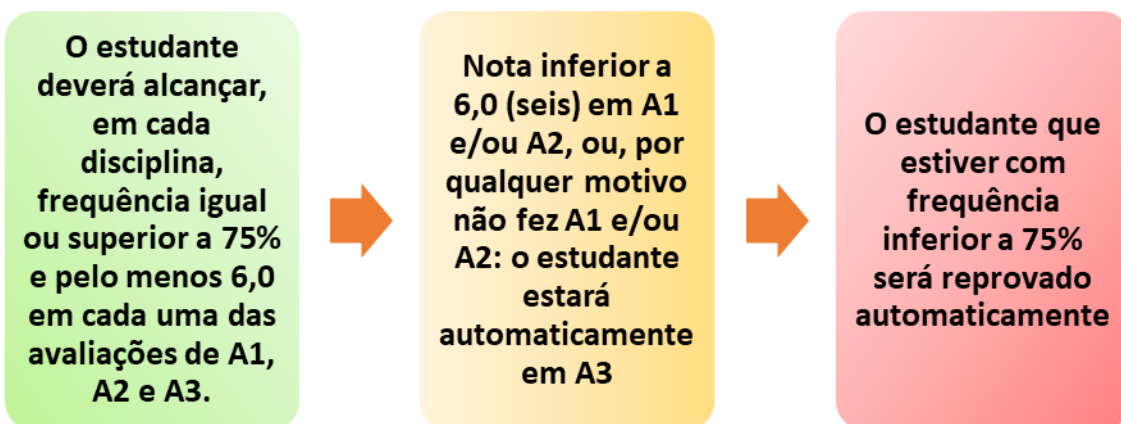 O estudante
deverá alcançar,
em cada
disciplina,
frequência igual
ou superior a 75%
e pelo menos 6,0
em cada uma das
avaliações de A1,
A2 e A3.
Nota inferior a
6,0 (seis) em A1
e/ou A2, ou, por
qualquer motivo
não fez A1 e/ou
A2: o estudante
estará
automaticamente
em A3
O estudante que
estiver com
frequência
inferior a 75%
será reprovado
automaticamente